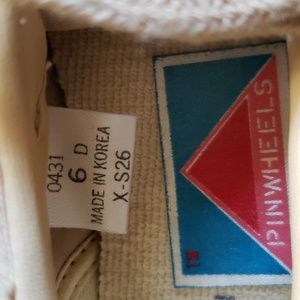 0431
6 D
MADE IN KOREA
X-S26
PINWHEELS